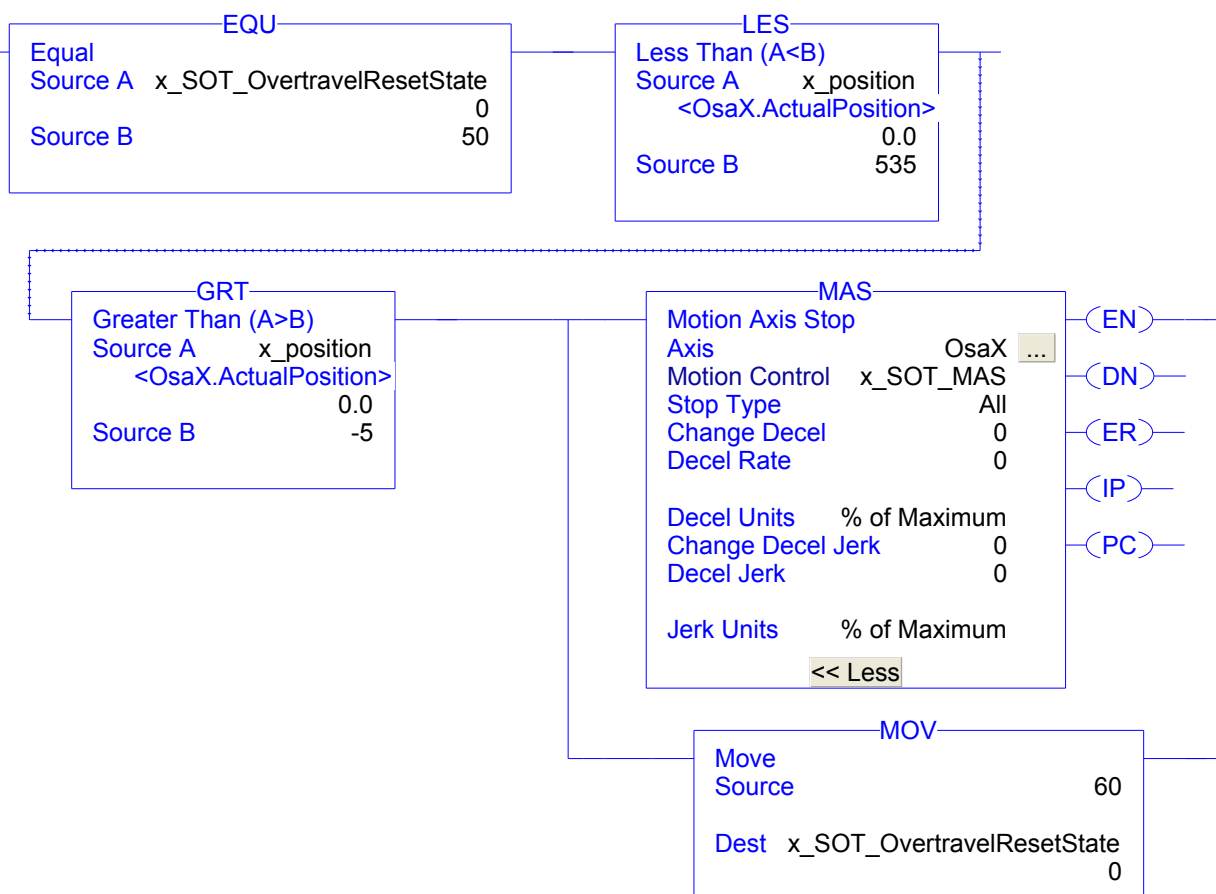 EQU
Equal
Source A x_SOT_OvertravelResetState
0
Source B 50
LES
Less Than (A<B)
Source A x_position
<OsaX.ActualPosition>
0.0
Source B 535
GRT
Greater Than (A>B)
Source A x_position
<OsaX.ActualPosition>
0.0
Source B -5
MAS
Motion Axis Stop
Axis OsaX ...
Motion Control x_SOT_MAS
Stop Type All
Change Decel 0
Decel Rate 0
Decel Units % of Maximum
Change Decel Jerk 0
Decel Jerk 0
Jerk Units % of Maximum
<< Less
EN
DN
ER
IP
PC
MOV
Move
Source 60
Dest x_SOT_OvertravelResetState
0